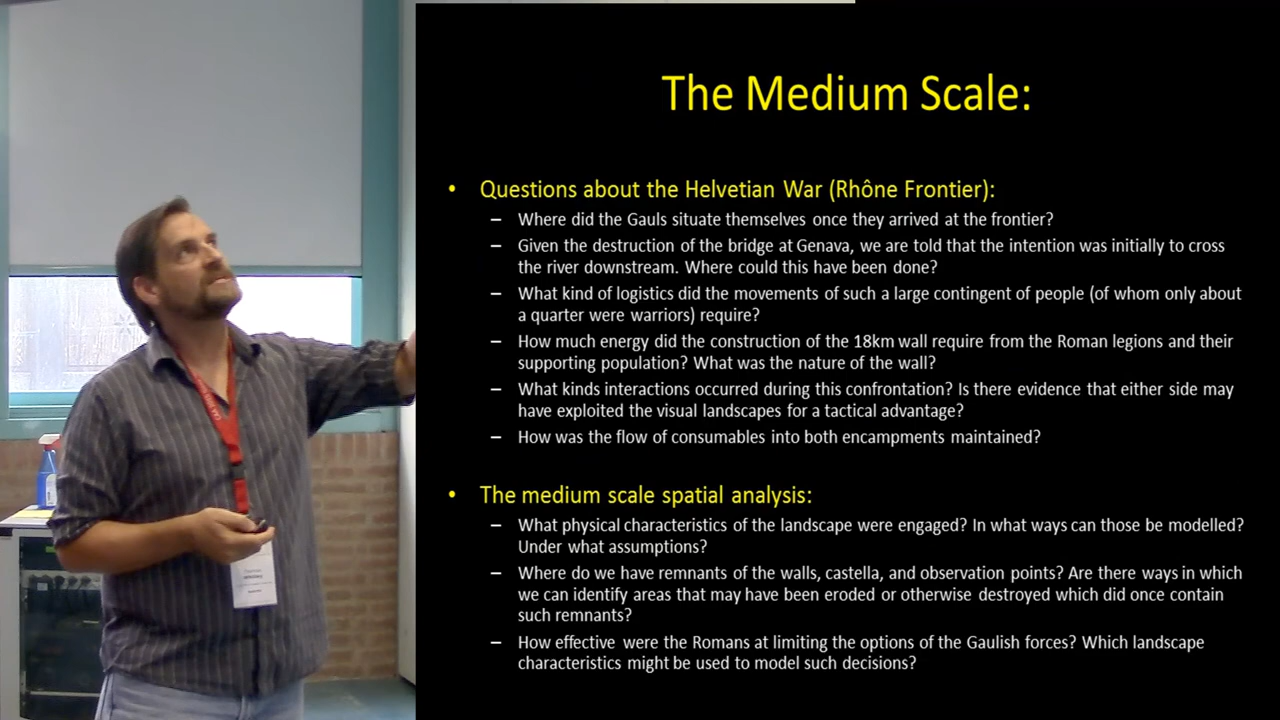 The Medium Scale:
• Questions about the Helvetian War (Rhône Frontier):
– Where did the Gauls situate themselves once they arrived at the frontier?
– Given the destruction of the bridge at Genava, we are told that the intention was initially to cross
the river downstream. Where could this have been done?
– What kind of logistics did the movements of such a large contingent of people (of whom only about
a quarter were warriors) require?
– How much energy did the construction of the 18km wall require from the Roman legions and their
supporting population? What was the nature of the wall?
– What kinds interactions occurred during this confrontation? Is there evidence that either side may
have exploited the visual landscapes for a tactical advantage?
– How was the flow of consumables into both encampments maintained?
• The medium scale spatial analysis:
– What physical characteristics of the landscape were engaged? In what ways can those be modelled?
Under what assumptions?
– Where do we have remnants of the walls, castella, and observation points? Are there ways in which
we can identify areas that may have been eroded or otherwise destroyed which did once contain
such remnants?
– How effective were the Romans at limiting the options of the Gaulish forces? Which landscape
characteristics might be used to model such decisions?